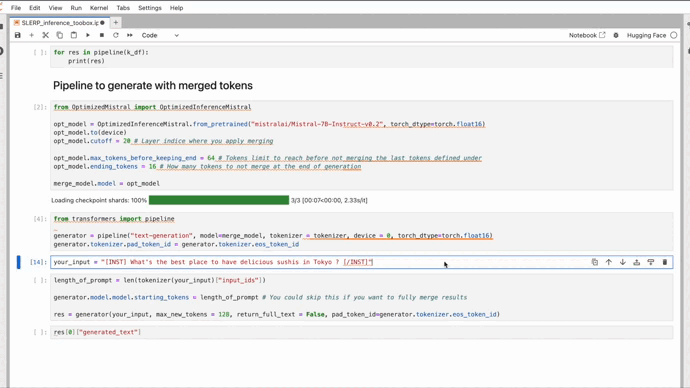 File Edit View Run Kernel Tabs Settings Help
SLERP_inference_toobox.ip
Code Notebook Hugging Face
[ ]: for res in pipeline(k_df):
print(res)
Pipeline to generate with merged tokens
[2]: from OptimizedMistral import OptimizedInferenceMistral
opt_model = OptimizedInferenceMistral.from_pretrained("mistralai/Mistral-7B-Instruct-v0.2", torch_dtype=torch.float16)
opt_model.to(device)
opt_model.cutoff = 20 # Layer indice where you apply merging
opt_model.max_tokens_before_keeping_end = 64 # Tokens limit to reach before not merging the last tokens defined under
opt_model.ending_tokens = 16 # How many tokens to not merge at the end of generation
merge_model.model = opt_model
Loading checkpoint shards: 100% 3/3 [00:07<00:00, 2.33s/it]
[4]: from transformers import pipeline
generator = pipeline("text-generation", model=merge_model, tokenizer = tokenizer, device = 0, torch_dtype=torch.float16)
generator.tokenizer.pad_token_id = generator.tokenizer.eos_token_id
[14]: your_input = "[INST] What's the best place to have delicious sushis in Tokyo ? [/INST]"
[ ]: length_of_prompt = len(tokenizer(your_input)["input_ids"])
generator.model.model.starting_tokens = length_of_prompt # You could skip this if you want to fully merge results
res = generator(your_input, max_new_tokens = 128, return_full_text = False, pad_token_id=generator.tokenizer.eos_token_id)
[ ]: res[0]["generated_text"]